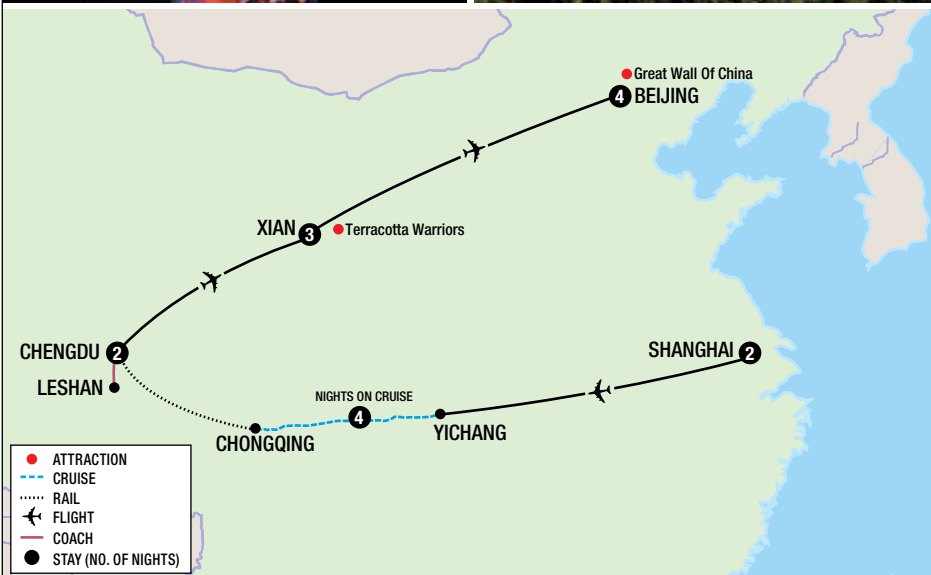 Great Wall Of China
4 BEIJING
XIAN 3
Terracotta Warriors
CHENGDU 2
SHANGHAI 2
LESHAN
NIGHTS ON CRUISE
4
YICHANG
CHONGQING
ATTRACTION
CRUISE
RAIL
FLIGHT
COACH
STAY (NO. OF NIGHTS)